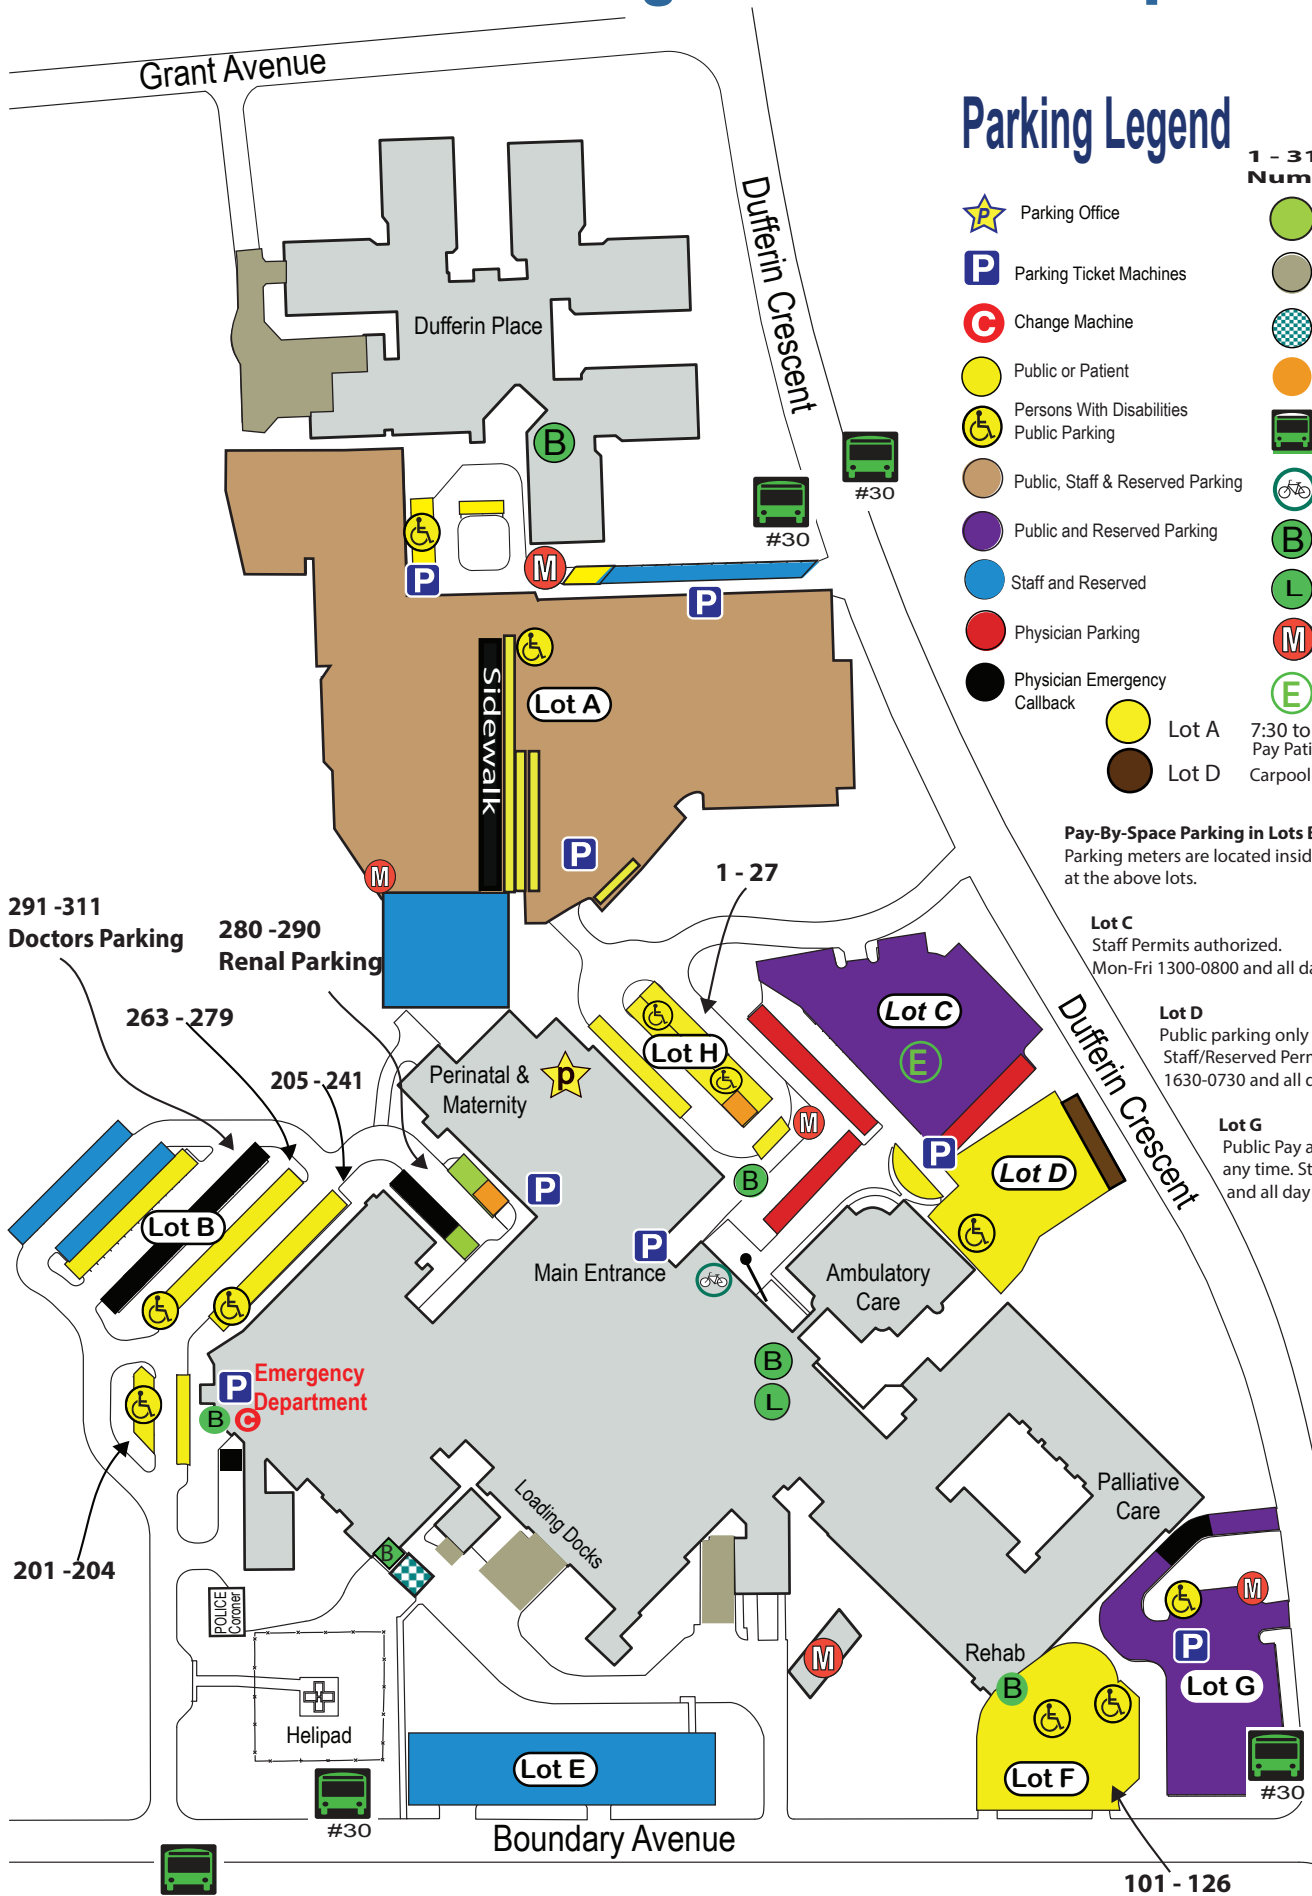 Grant Avenue
Dufferin Crescent
Dufferin Place
B
#30
#30
P
M
P
Sidewalk
Lot A
P
M
Parking Legend
1 - 31
Num
P
Parking Office
P
Parking Ticket Machines
C
Change Machine
Public or Patient
Persons With Disabilities
Public Parking
Public, Staff & Reserved Parking
Public and Reserved Parking
B
Staff and Reserved
L
Physician Parking
M
Physician Emergency
Callback
E
Lot A
7:30 to
Pay Pati
Lot D
Carpool
Pay-By-Space Parking in Lots
Parking meters are located insid
at the above lots.
Lot C
Staff Permits authorized.
Mon-Fri 1300-0800 and all da
Lot D
Public parking only
Staff/Reserved Perm
1630-0730 and all
Lot G
Public Pay a
any time. St
and all day
1 - 27
291 -311
Doctors Parking
280 -290
Renal Parking
263 - 279
205 - 241
Lot C
E
Lot H
M
Perinatal &
Maternity
p
Dufferin Crescent
P
Lot D
B
P
Lot B
P
Main Entrance
Ambulatory
Care
P
Emergency
Department
B
C
B
L
Loading Docks
Palliative
Care
201 -204
B
POLICE
Coroner
M
M
P
Rehab
B
Lot G
Helipad
Lot E
Lot F
#30
#30
Boundary Avenue
101 - 126